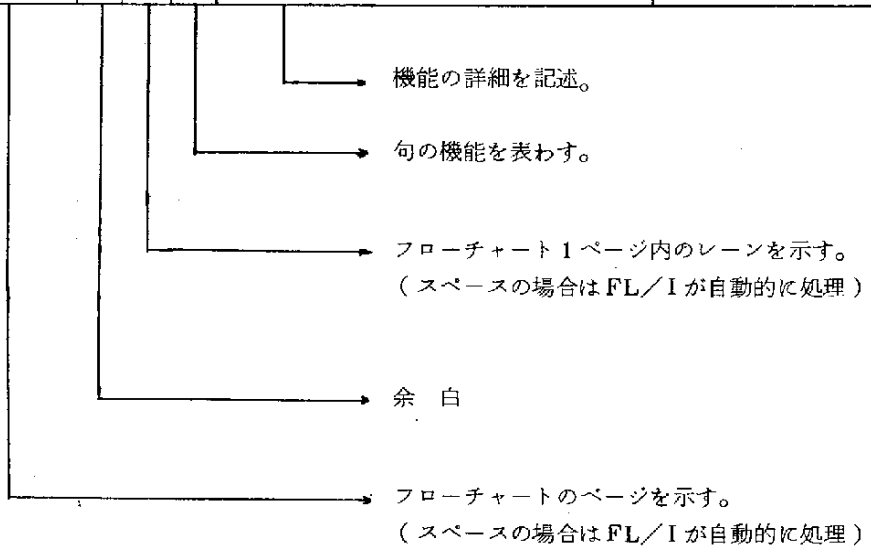 機能の詳細を記述。
句の機能を表わす。
フローチャート1ページ内のレーンを示す。
(スペースの場合はFL/Iが自動的に処理)
余 白
フローチャートのページを示す。
(スペースの場合はFL/Iが自動的に処理)